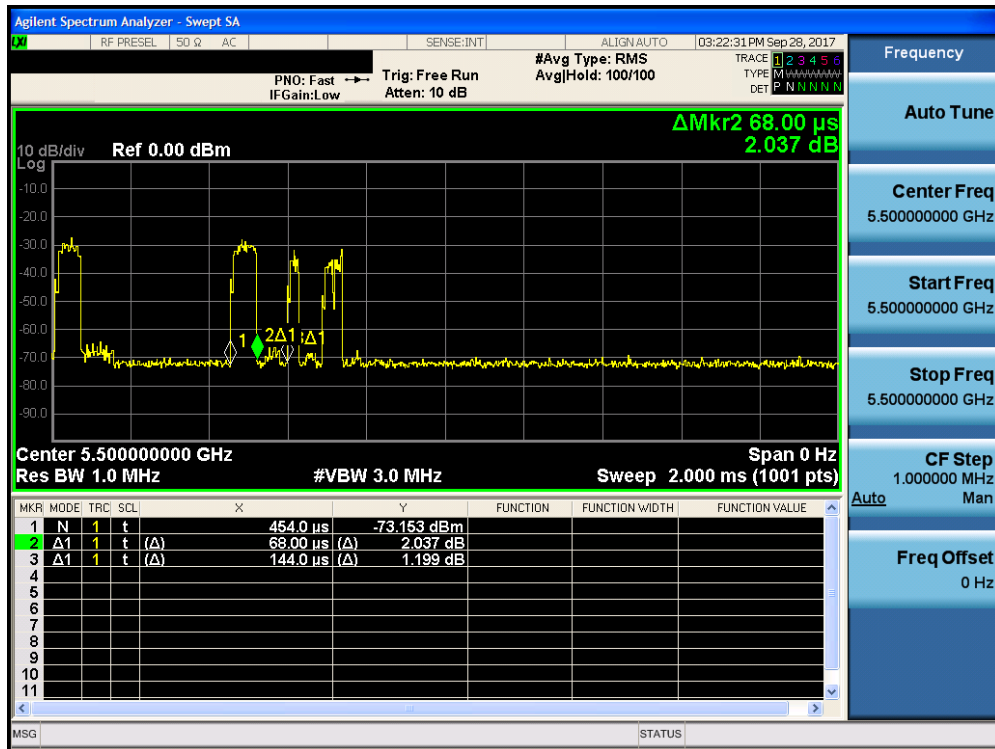 Agilent Spectrum Analyzer - Swept SA
LXI RF PRESEL 50 Ω AC SENSE:INT ALIGN AUTO 03:22:31 PM Sep 28, 2017
PNO: Fast
IFGain:Low
Trig: Free Run
Atten: 10 dB
#Avg Type: RMS
Avg|Hold: 100/100
TRACE 1 2 3 4 5 6
TYPE M WWWWW
DET P N N N N N
ΔMkr2 68.00 µs
2.037 dB
10 dB/div Ref 0.00 dBm
Log
-10.0
-20.0
-30.0
-40.0
-50.0
-60.0
-70.0
-80.0
-90.0
1 2Δ1 3Δ1
Center 5.500000000 GHz Span 0 Hz
Res BW 1.0 MHz #VBW 3.0 MHz Sweep 2.000 ms (1001 pts)
MKR MODE TRC SCL X Y FUNCTION FUNCTION WIDTH FUNCTION VALUE
1 N 1 t 454.0 µs -73.153 dBm
2 Δ1 1 t (Δ) 68.00 µs (Δ) 2.037 dB
3 Δ1 1 t (Δ) 144.0 µs (Δ) 1.199 dB
4
5
6
7
8
9
10
11
MSG STATUS
Frequency
Auto Tune
Center Freq
5.500000000 GHz
Start Freq
5.500000000 GHz
Stop Freq
5.500000000 GHz
CF Step
1.000000 MHz
Auto Man
Freq Offset
0 Hz